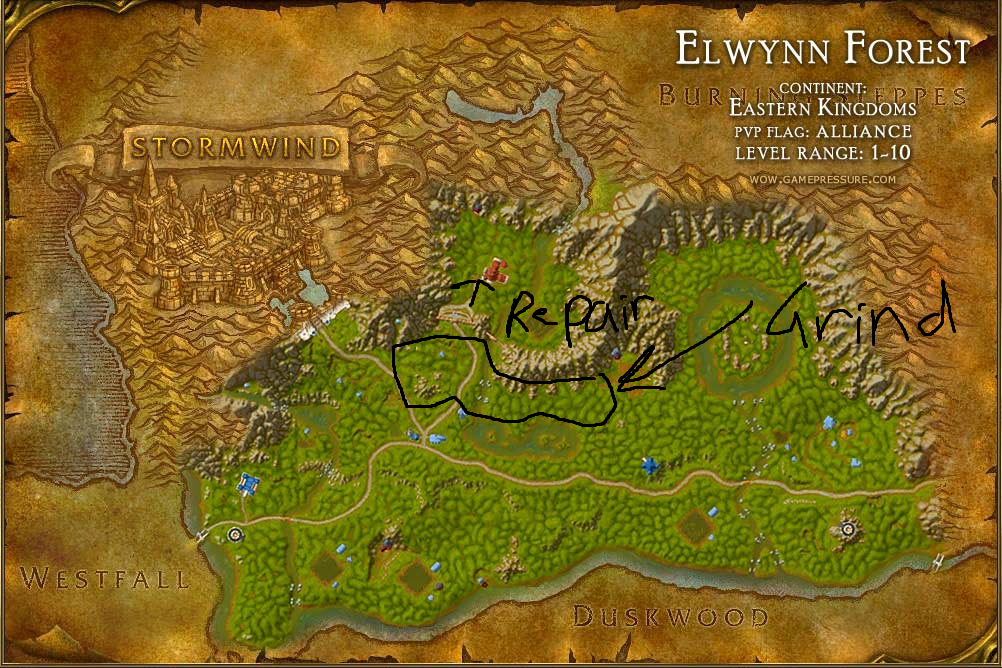 ELWYNN FOREST
BURNING STEPPES
CONTINENT:
EASTERN KINGDOMS
PVP FLAG: ALLIANCE
LEVEL RANGE: 1-10
WOW.GAMEPRESSURE.COM
STORMWIND
Repair
Grind
WESTFALL
DUSKWOOD